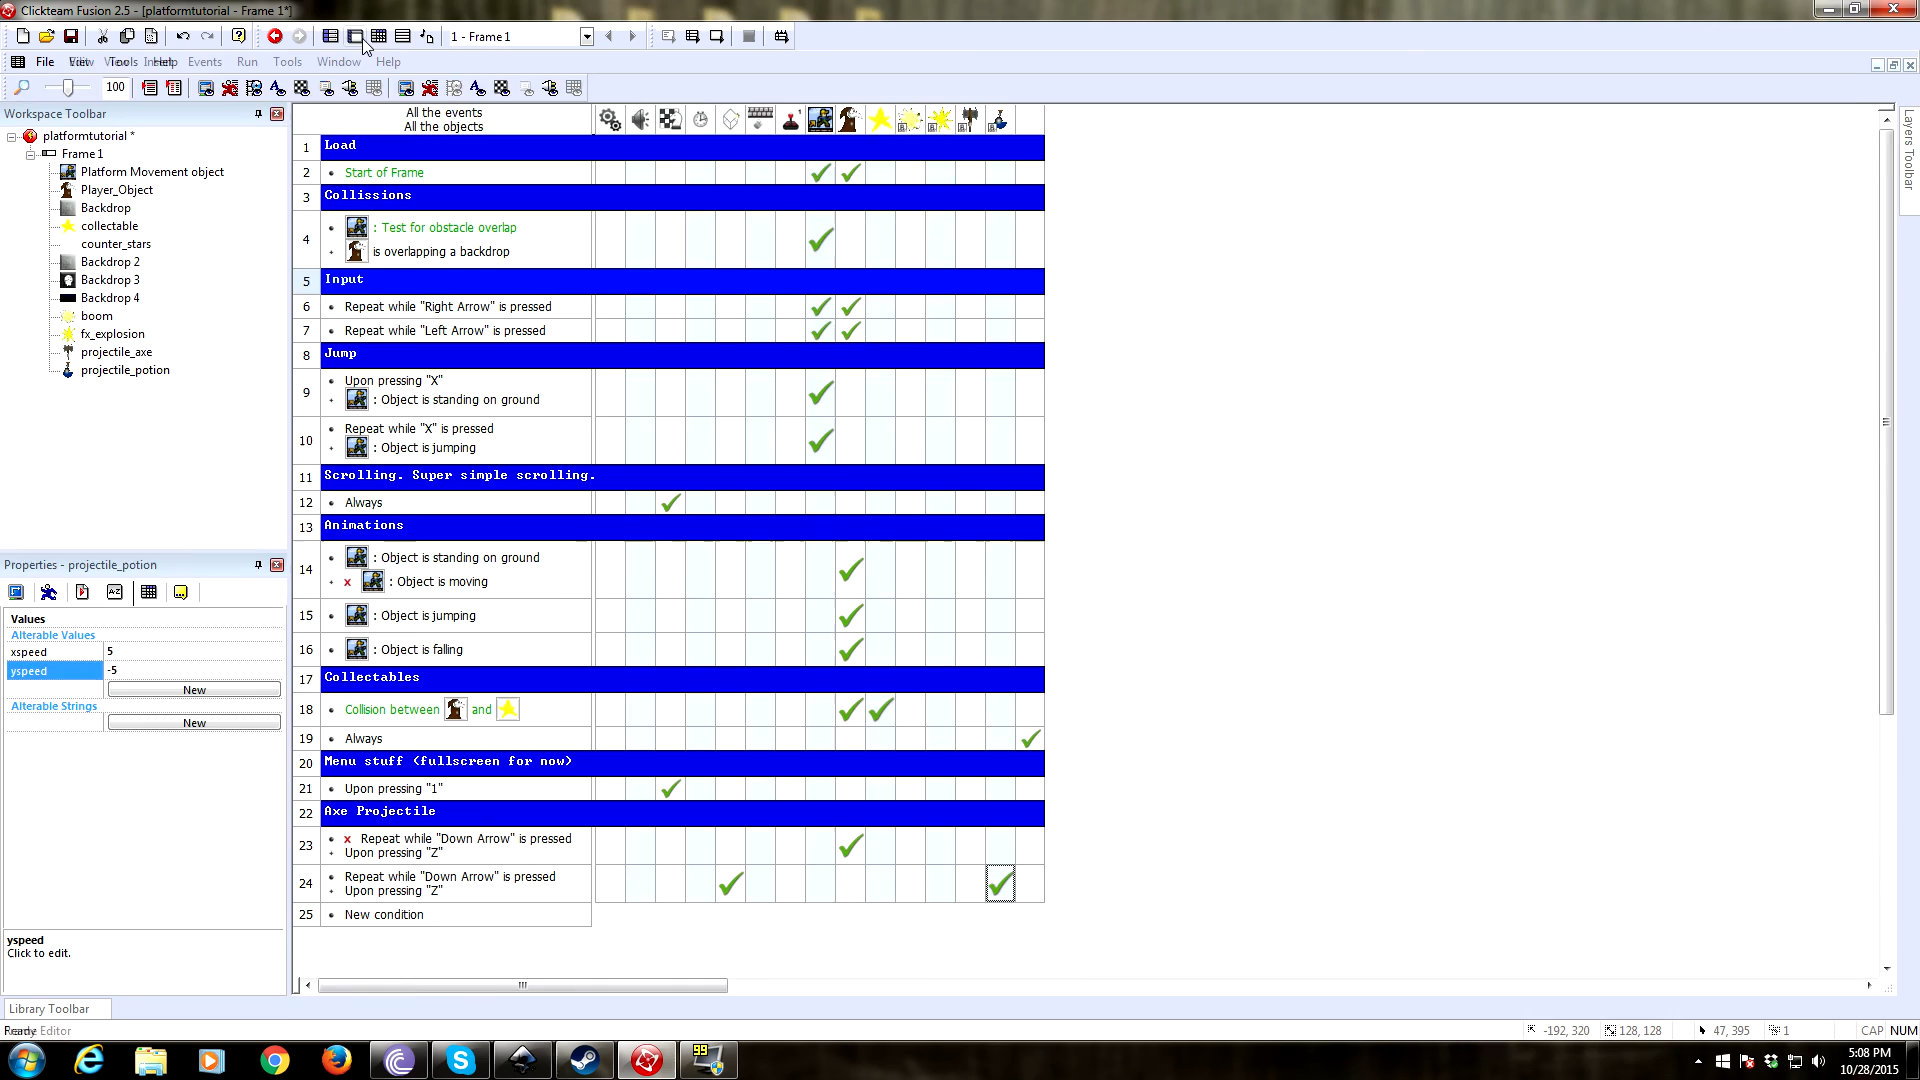 Clickteam Fusion 2.5 - [platformtutorial - Frame 1*]
1 - Frame 1
File Edit View Tools Insert Help Events Run Tools Window Help
100
Workspace Toolbar
platformtutorial *
Frame 1
Platform Movement object
Player_Object
Backdrop
collectable
counter_stars
Backdrop 2
Backdrop 3
Backdrop 4
boom
fx_explosion
projectile_axe
projectile_potion
Properties - projectile_potion
Values
Alterable Values
xspeed 5
yspeed -5
New
Alterable Strings
New
yspeed
Click to edit.
Library Toolbar
All the events
All the objects
1 Load
2 Start of Frame
3 Collissions
4 : Test for obstacle overlap
is overlapping a backdrop
5 Input
6 Repeat while "Right Arrow" is pressed
7 Repeat while "Left Arrow" is pressed
8 Jump
9 Upon pressing "X"
: Object is standing on ground
10 Repeat while "X" is pressed
: Object is jumping
11 Scrolling. Super simple scrolling.
12 Always
13 Animations
14 : Object is standing on ground
X : Object is moving
15 : Object is jumping
16 : Object is falling
17 Collectables
18 Collision between and
19 Always
20 Menu stuff (fullscreen for now)
21 Upon pressing "1"
22 Axe Projectile
23 X Repeat while "Down Arrow" is pressed
Upon pressing "Z"
24 Repeat while "Down Arrow" is pressed
Upon pressing "Z"
25 New condition
Layers Toolbar
Ready Editor
-192, 320 128, 128 47, 395 1 CAP NUM
99
5:08 PM
10/28/2015